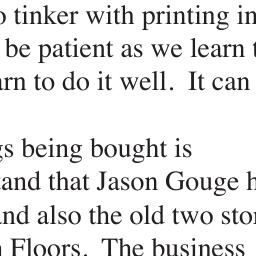 o tinker with printing in
be patient as we learn t
arn to do it well. It can
gs being bought is
tand that Jason Gouge h
and also the old two stor
n Floors. The business